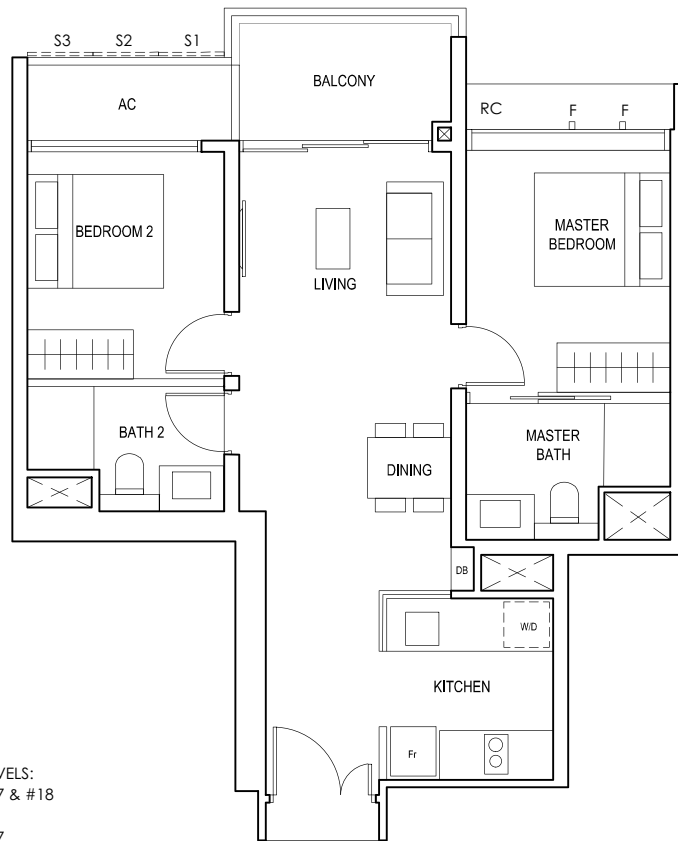 S3 S2 S1
AC
BALCONY
RC F F
BEDROOM 2
MASTER
BEDROOM
LIVING
BATH 2
MASTER
BATH
DINING
DB
W/D
KITCHEN
Fr
VELS:
7 & #18